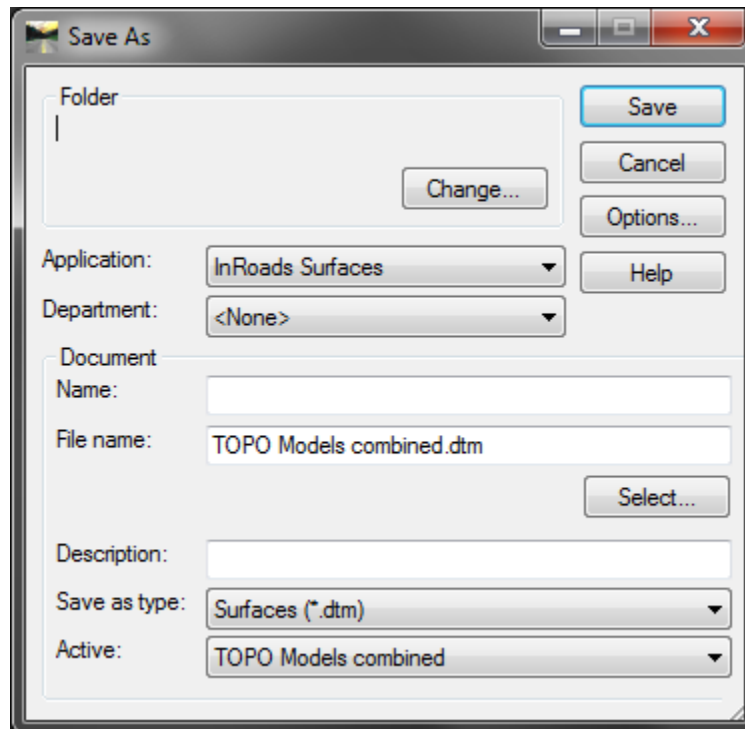 Save As
Folder
Save
Change...
Cancel
Options...
Application: InRoads Surfaces
Help
Department: <None>
Document
Name:
File name: TOPO Models combined.dtm
Select...
Description:
Save as type: Surfaces (*.dtm)
Active: TOPO Models combined